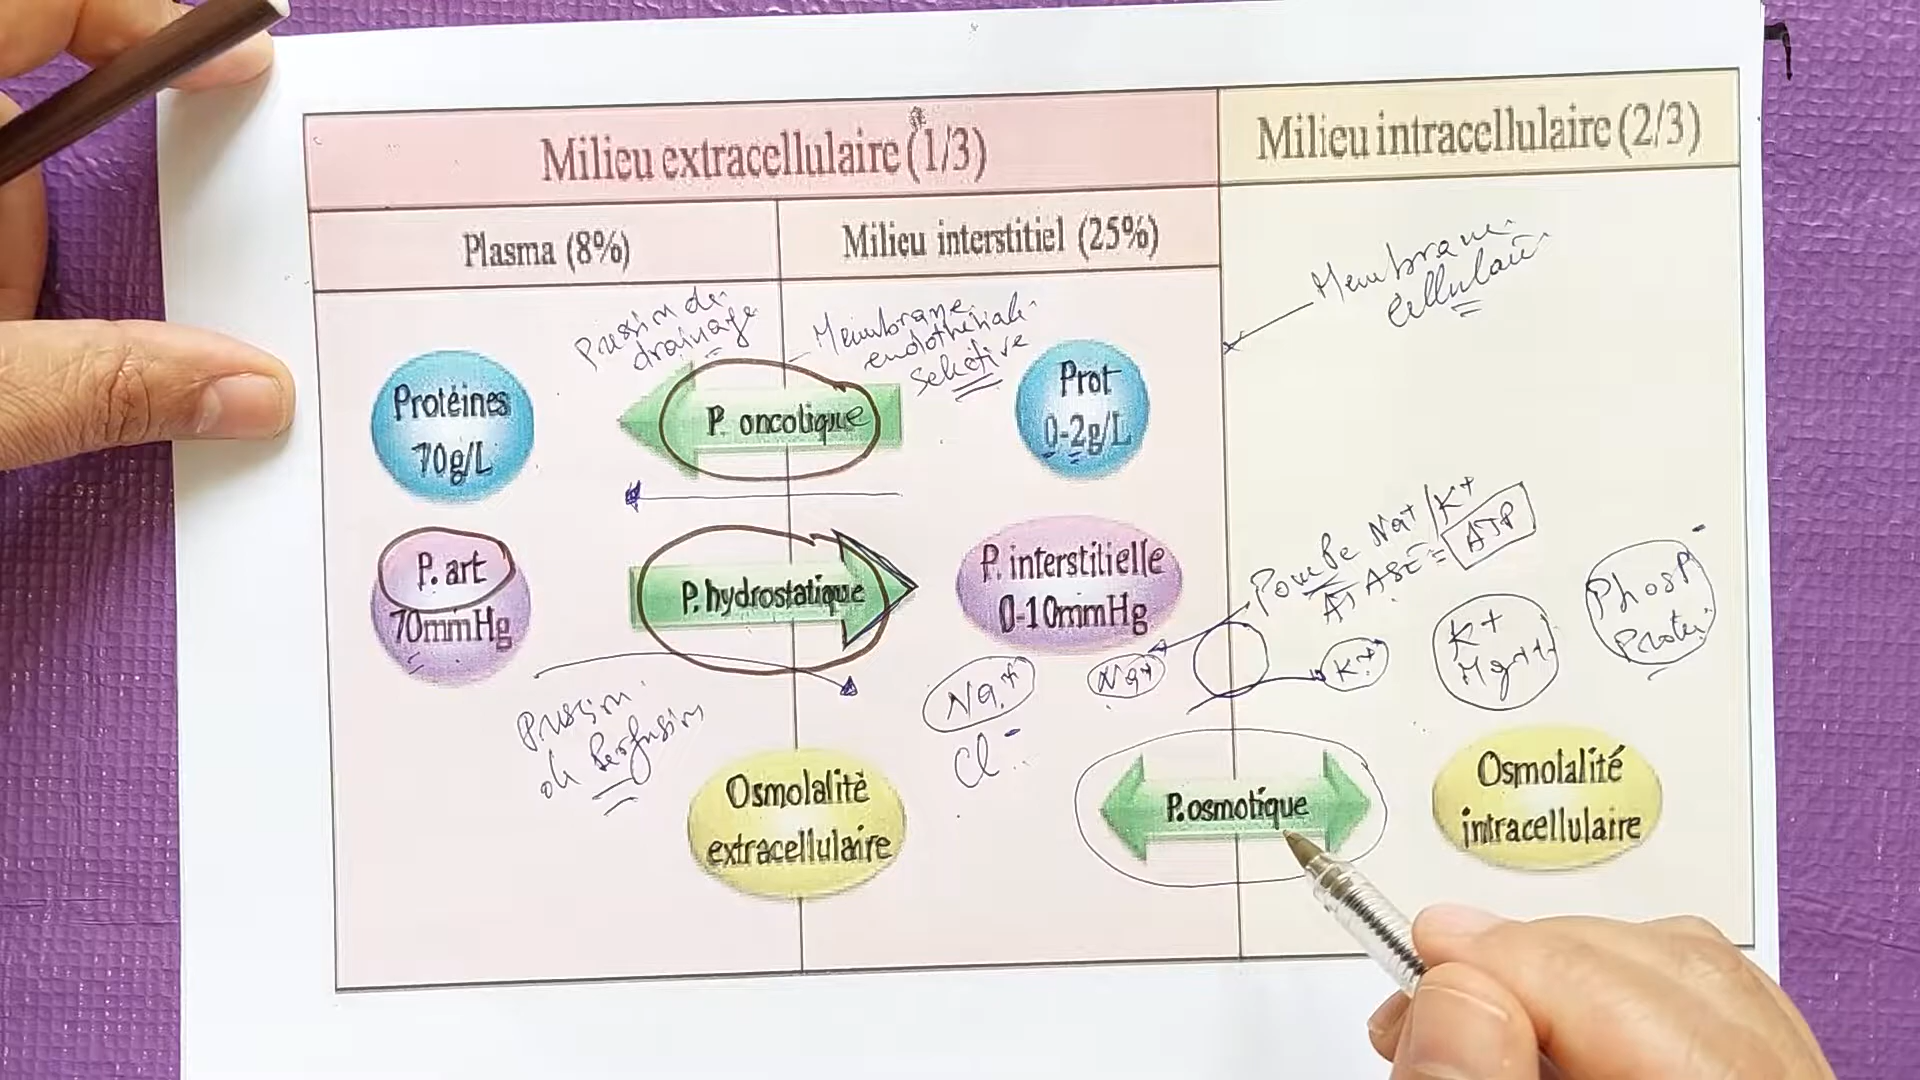 Milieu extracellulaire (1/3)
Milieu intracellulaire (2/3)
Plasma (8%)
Milieu interstitiel (25%)
Pression de
drainage
Membrane
endothéliale
sélective
Membrane
cellulaire
Protéines
70g/L
P. oncotique
Prot
0-2g/L
P. art
70mmHg
P.hydrostatique
P. interstitielle
0-10mmHg
Pompe Na+/K+
ATPASE = ATP
Na+
Cl-
Na+
K+
K+
Mg++
Phosp-
Protei
Pression
de Perfusion
Osmolalité
extracellulaire
P.osmotique
Osmolalité
intracellulaire